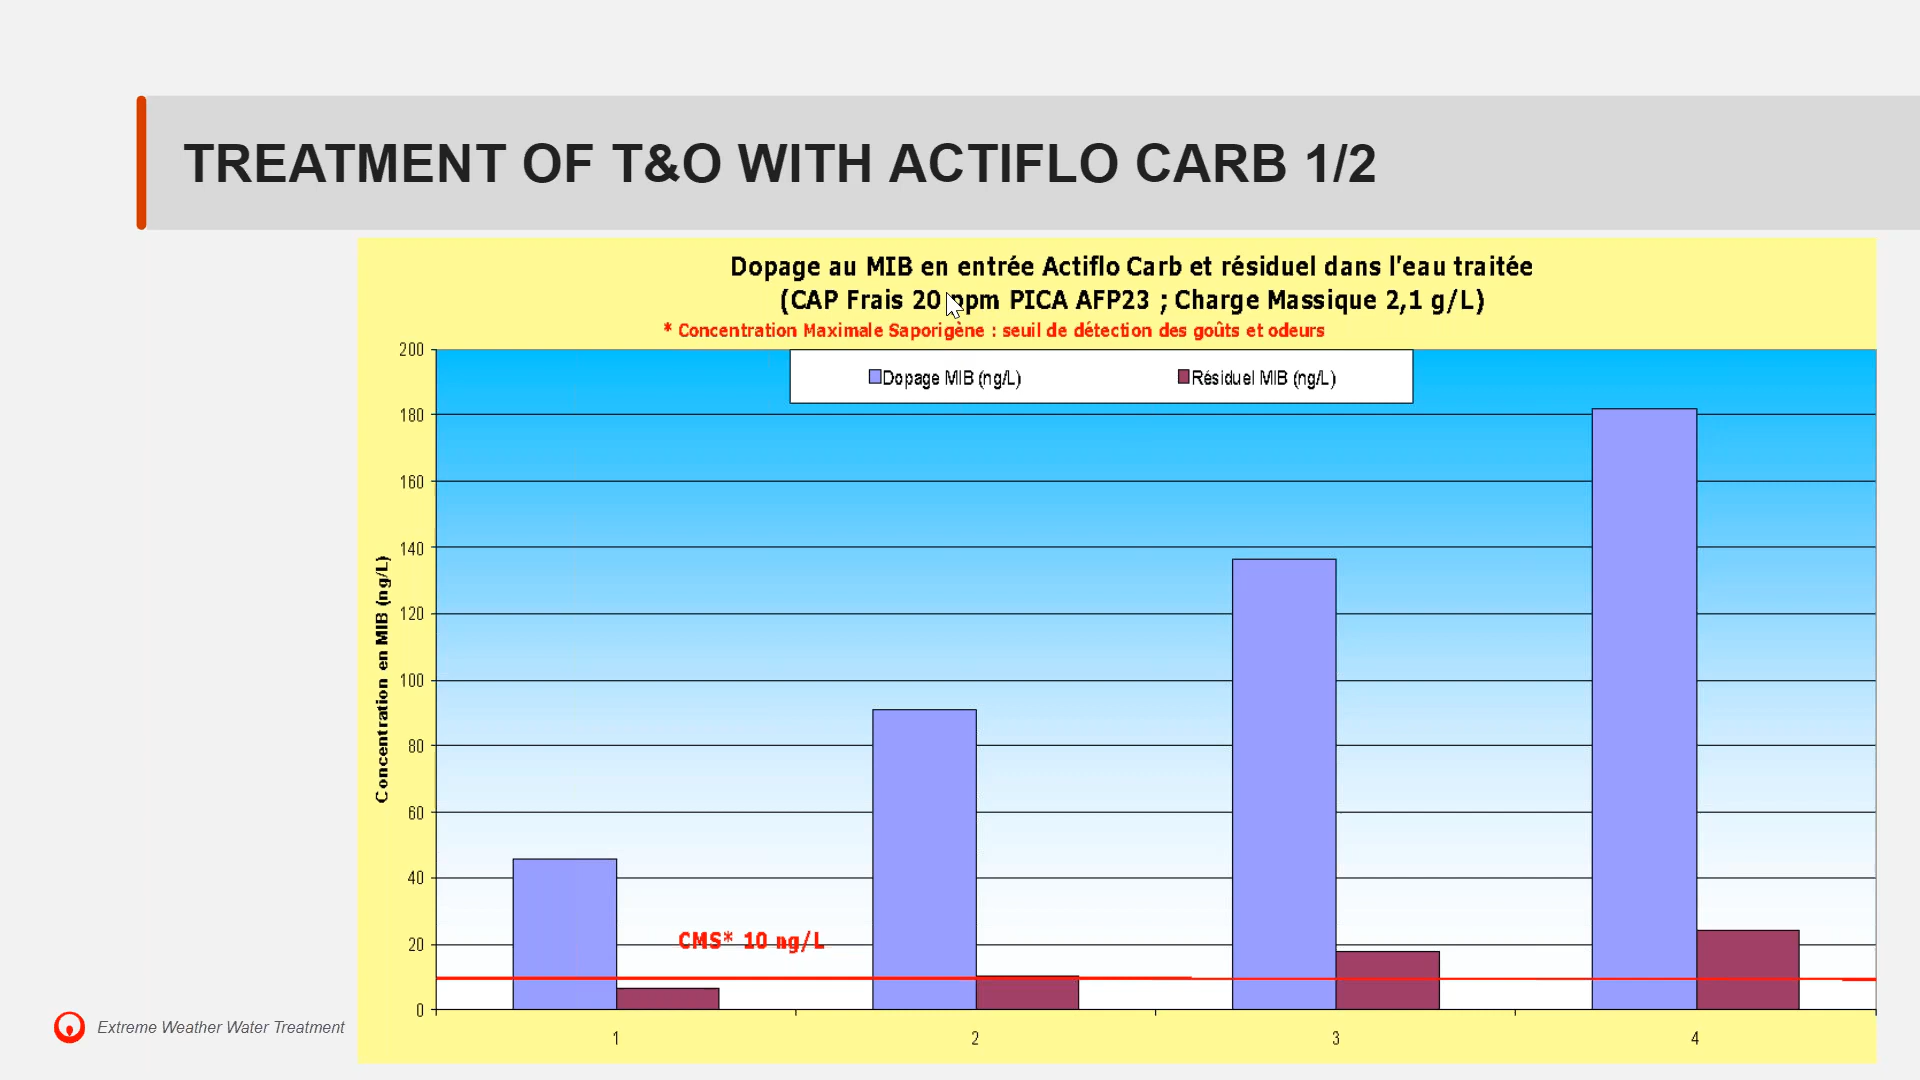 TREATMENT OF T&O WITH ACTIFLO CARB 1/2
Dopage au MIB en entrée Actiflo Carb et résiduel dans l'eau traitée
(CAP Frais 20 ppm PICA AFP23 ; Charge Massique 2,1 g/L)
* Concentration Maximale Saporigène : seuil de détection des goûts et odeurs
Dopage MIB (ng/L)
Résiduel MIB (ng/L)
Concentration en MIB (ng/L)
200
180
160
140
120
100
80
60
40
20
0
CMS* 10 ng/L
1
2
3
4
Extreme Weather Water Treatment